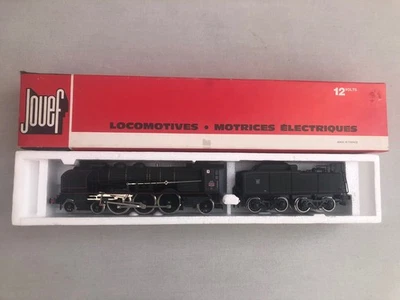 Jouef
12 VOLTS
LOCOMOTIVES • MOTRICES ÉLECTRIQUES